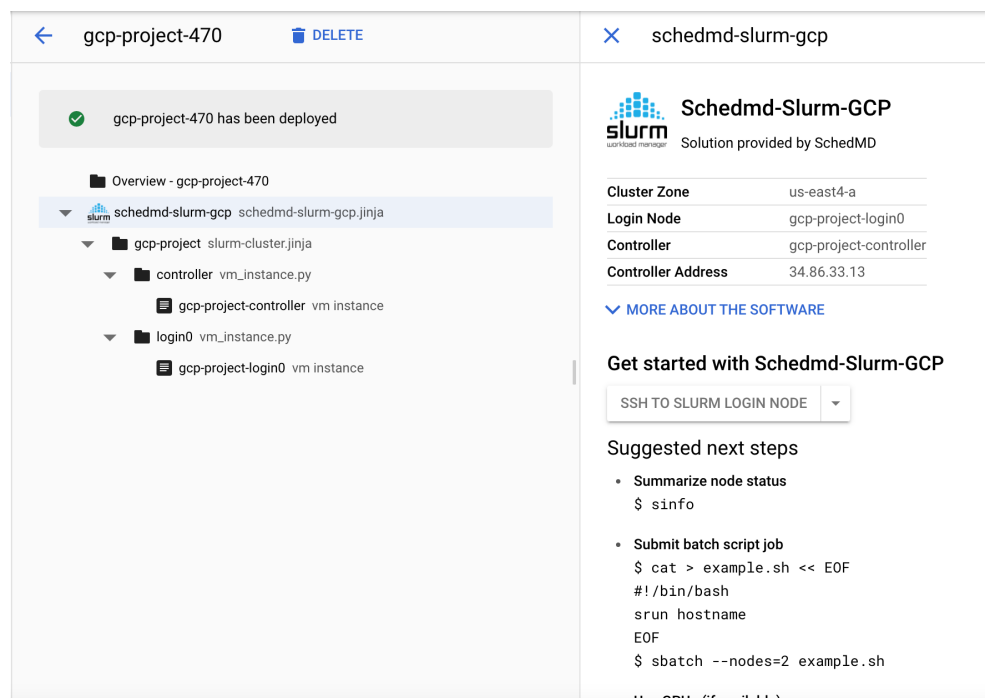 gcp-project-470 DELETE
gcp-project-470 has been deployed
Overview - gcp-project-470
slurm schedmd-slurm-gcp schedmd-slurm-gcp.jinja
gcp-project slurm-cluster.jinja
controller vm_instance.py
gcp-project-controller vm instance
login0 vm_instance.py
gcp-project-login0 vm instance
schedmd-slurm-gcp
slurm
workload manager
Schedmd-Slurm-GCP
Solution provided by SchedMD
Cluster Zone us-east4-a
Login Node gcp-project-login0
Controller gcp-project-controller
Controller Address 34.86.33.13
MORE ABOUT THE SOFTWARE
Get started with Schedmd-Slurm-GCP
SSH TO SLURM LOGIN NODE
Suggested next steps
• Summarize node status
$ sinfo
• Submit batch script job
$ cat > example.sh << EOF
#!/bin/bash
srun hostname
EOF
$ sbatch --nodes=2 example.sh